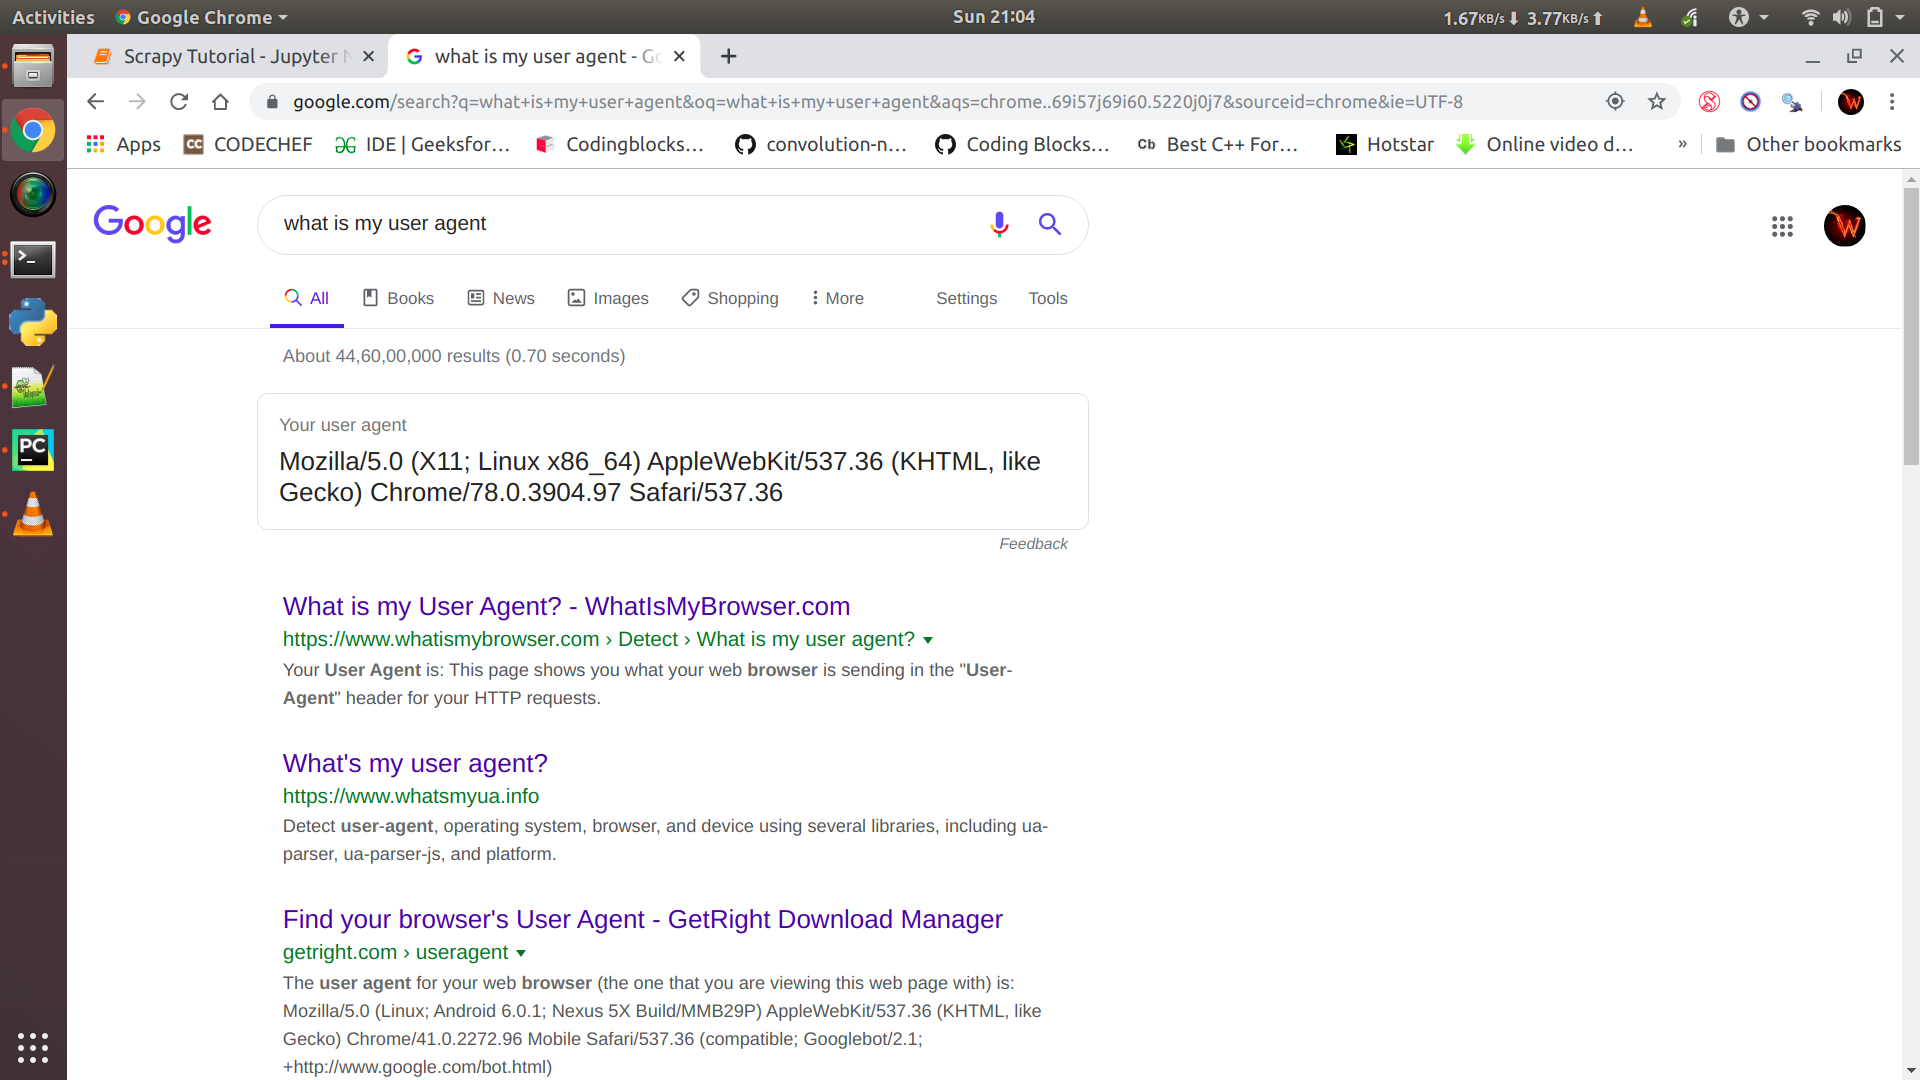 Activities
Google Chrome
Sun 21:04
1.67KB/s 3.77KB/s
Scrapy Tutorial - Jupyter N
what is my user agent - Go
google.com/search?q=what+is+my+user+agent&oq=what+is+my+user+agent&aqs=chrome..69i57j69i60.5220j0j7&sourceid=chrome&ie=UTF-8
Apps
CC CODECHEF
IDE | Geeksfor...
Codingblocks...
convolution-n...
Coding Blocks...
Cb Best C++ For...
Hotstar
Online video d...
»
Other bookmarks
Google
what is my user agent
All
Books
News
Images
Shopping
More
Settings
Tools
About 44,60,00,000 results (0.70 seconds)
Your user agent
Mozilla/5.0 (X11; Linux x86_64) AppleWebKit/537.36 (KHTML, like
Gecko) Chrome/78.0.3904.97 Safari/537.36
Feedback
What is my User Agent? - WhatIsMyBrowser.com
https://www.whatismybrowser.com › Detect › What is my user agent?
Your User Agent is: This page shows you what your web browser is sending in the "User-
Agent" header for your HTTP requests.
What's my user agent?
https://www.whatsmyua.info
Detect user-agent, operating system, browser, and device using several libraries, including ua-
parser, ua-parser-js, and platform.
Find your browser's User Agent - GetRight Download Manager
getright.com › useragent
The user agent for your web browser (the one that you are viewing this web page with) is:
Mozilla/5.0 (Linux; Android 6.0.1; Nexus 5X Build/MMB29P) AppleWebKit/537.36 (KHTML, like
Gecko) Chrome/41.0.2272.96 Mobile Safari/537.36 (compatible; Googlebot/2.1;
+http://www.google.com/bot.html)
PC